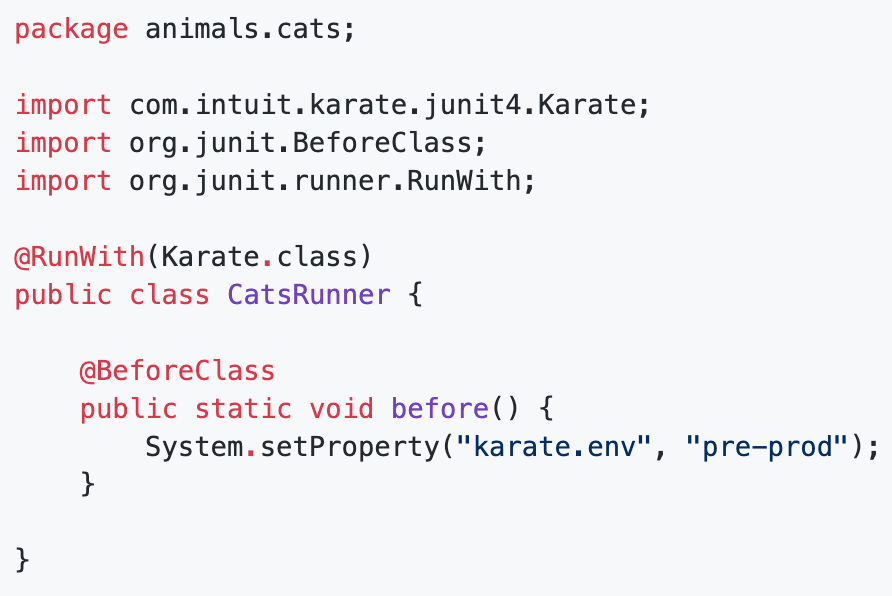 package animals.cats;

import com.intuit.karate.junit4.Karate;
import org.junit.BeforeClass;
import org.junit.runner.RunWith;

@RunWith(Karate.class)
public class CatsRunner {

    @BeforeClass
    public static void before() {
        System.setProperty("karate.env", "pre-prod");
    }

}